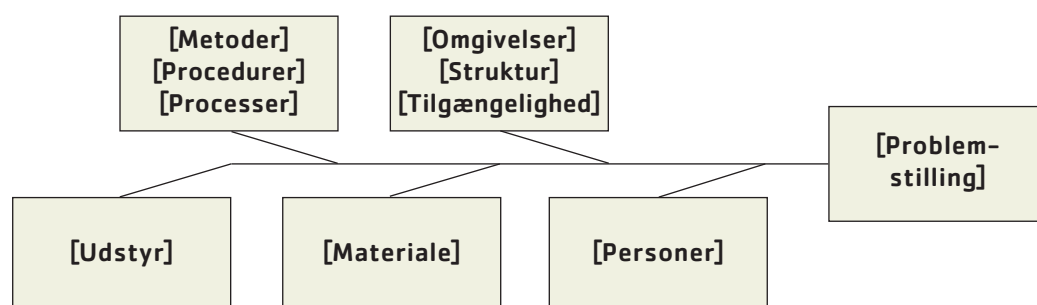 [Metoder]
[Procedurer]
[Processer]
[Omgivelser]
[Struktur]
[Tilgængelighed]
[Problem-
stilling]
[Udstyr]
[Materiale]
[Personer]